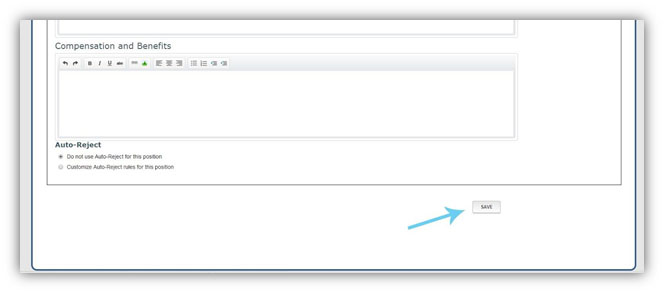 Compensation and Benefits
B I U abc
Auto-Reject
Do not use Auto-Reject for this position
Customize Auto-Reject rules for this position
SAVE